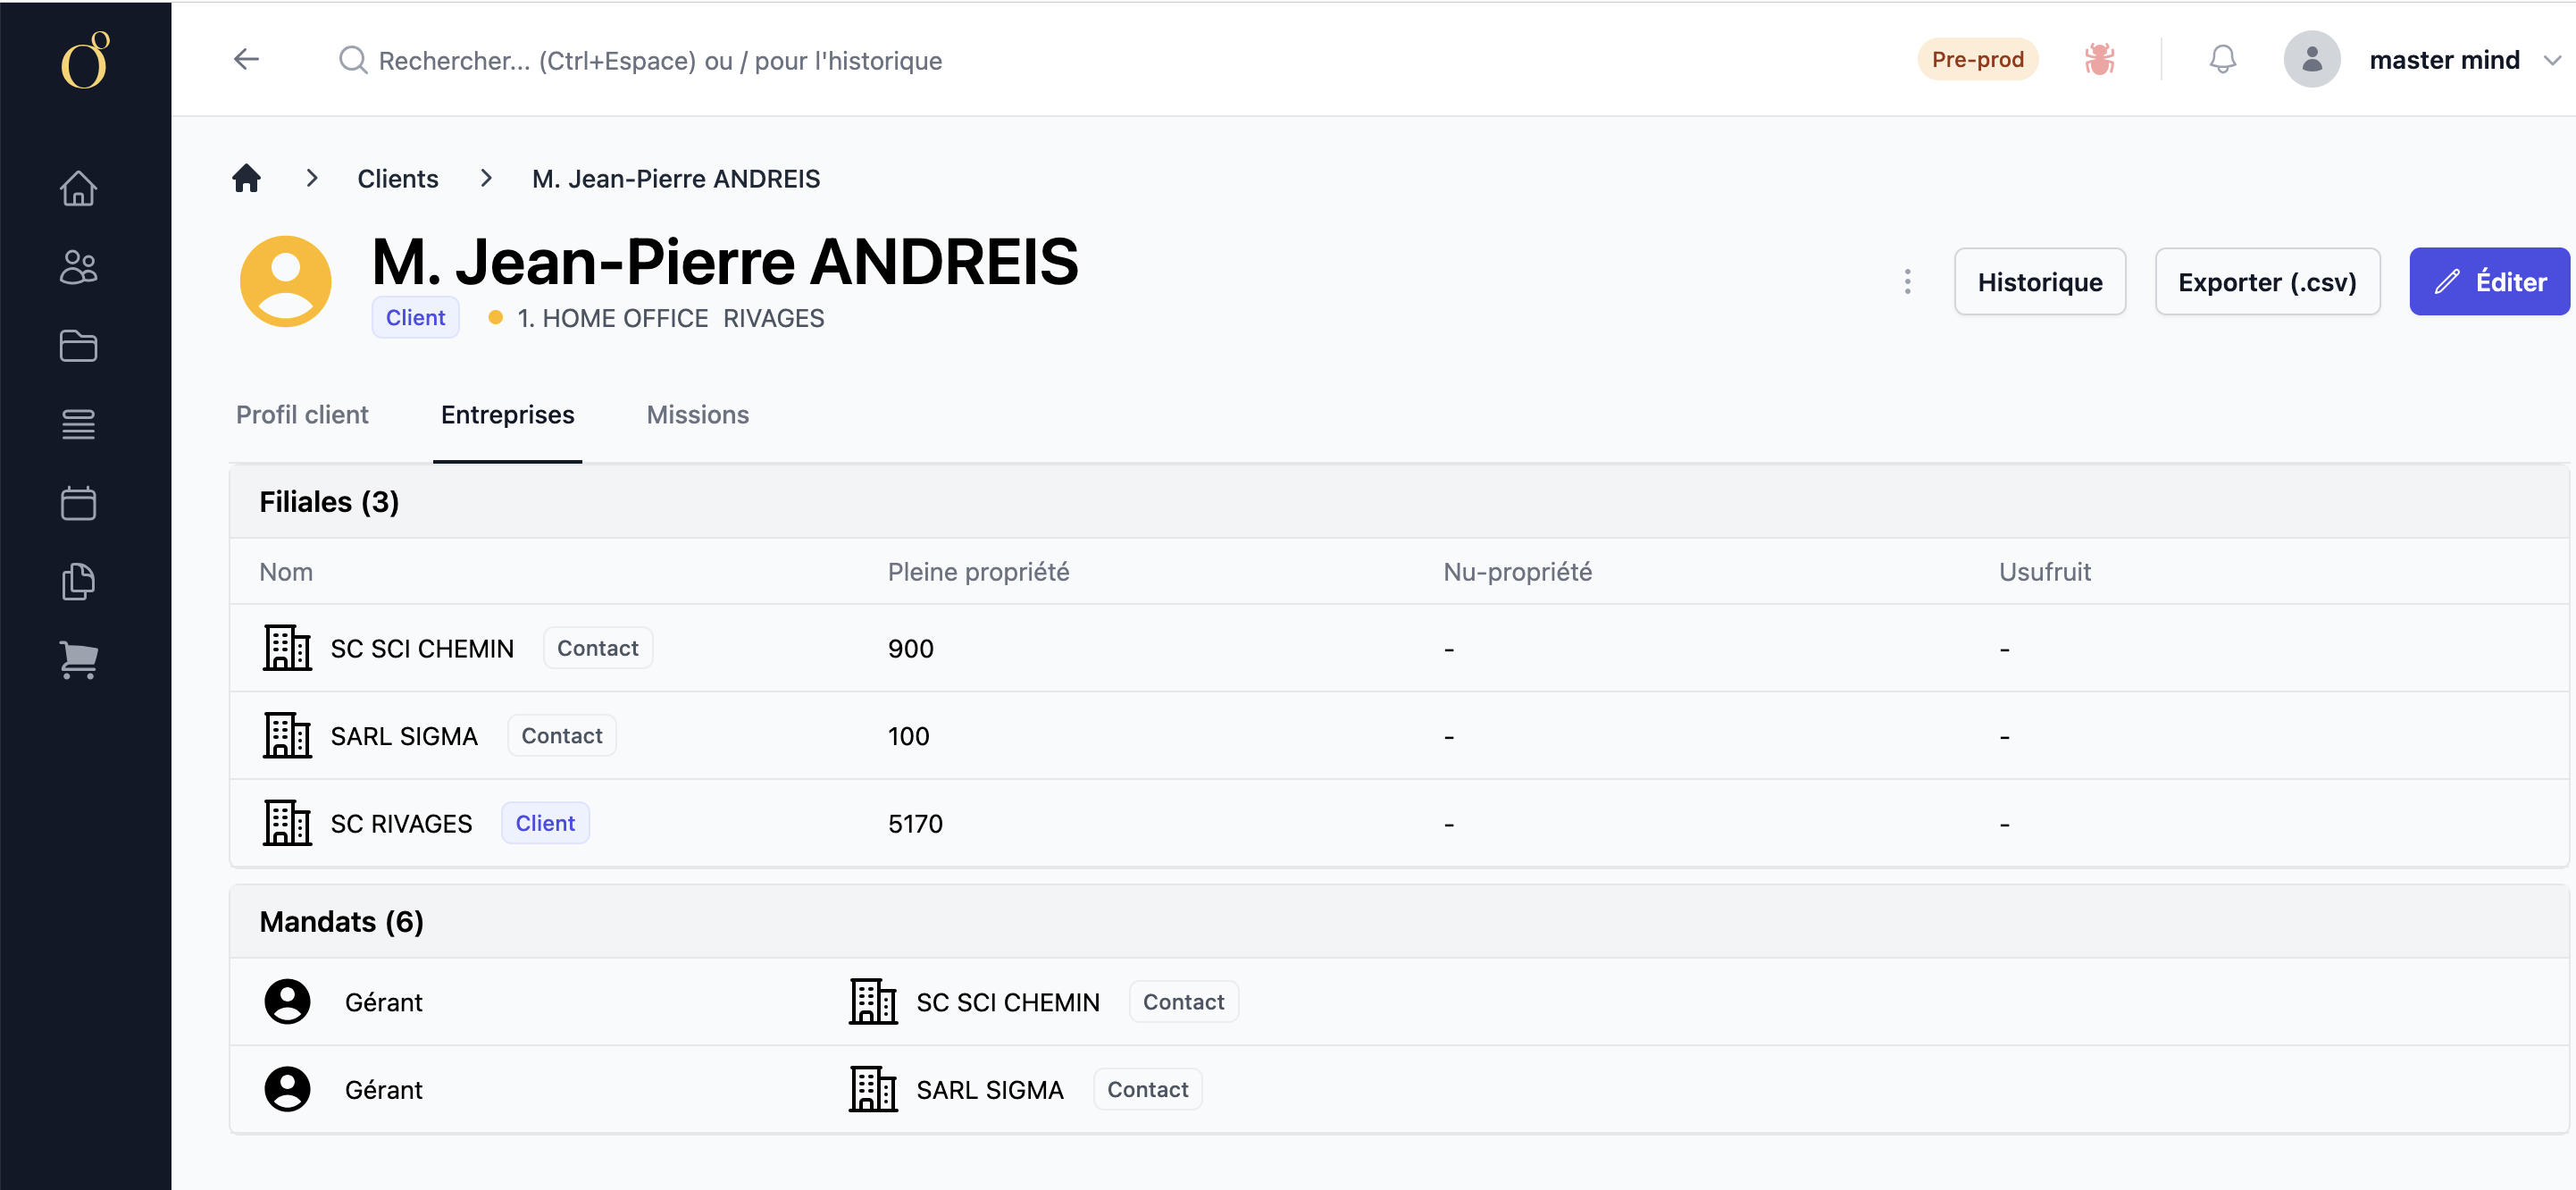 Rechercher... (Ctrl+Espace) ou / pour l'historique
Pre-prod
master mind
Clients
M. Jean-Pierre ANDREIS
M. Jean-Pierre ANDREIS
Client 1. HOME OFFICE RIVAGES
Historique
Exporter (.csv)
Éditer
Profil client Entreprises Missions
Filiales (3)
Nom Pleine propriété Nu-propriété Usufruit
SC SCI CHEMIN Contact 900 - -
SARL SIGMA Contact 100 - -
SC RIVAGES Client 5170 - -
Mandats (6)
Gérant SC SCI CHEMIN Contact
Gérant SARL SIGMA Contact